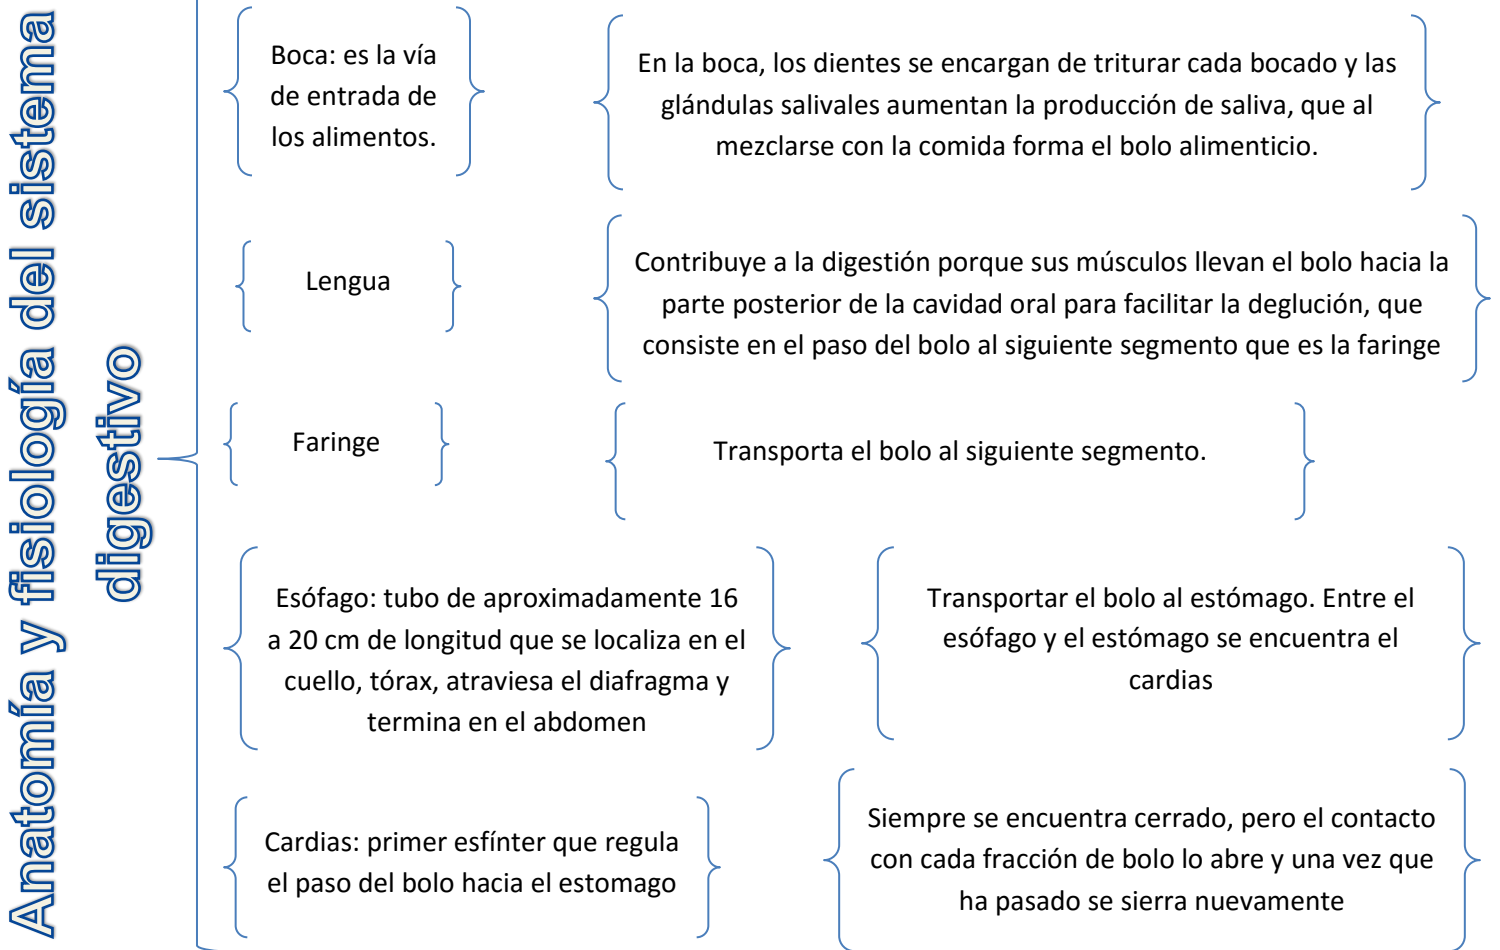 Anatomía y fisiología del sistema
digestivo
Boca: es la vía
de entrada de
los alimentos.
En la boca, los dientes se encargan de triturar cada bocado y las
glándulas salivales aumentan la producción de saliva, que al
mezclarse con la comida forma el bolo alimenticio.
Lengua
Contribuye a la digestión porque sus músculos llevan el bolo hacia la
parte posterior de la cavidad oral para facilitar la deglución, que
consiste en el paso del bolo al siguiente segmento que es la faringe
Faringe
Transporta el bolo al siguiente segmento.
Esófago: tubo de aproximadamente 16
a 20 cm de longitud que se localiza en el
cuello, tórax, atraviesa el diafragma y
termina en el abdomen
Transportar el bolo al estómago. Entre el
esófago y el estómago se encuentra el
cardias
Cardias: primer esfínter que regula
el paso del bolo hacia el estomago
Siempre se encuentra cerrado, pero el contacto
con cada fracción de bolo lo abre y una vez que
ha pasado se sierra nuevamente